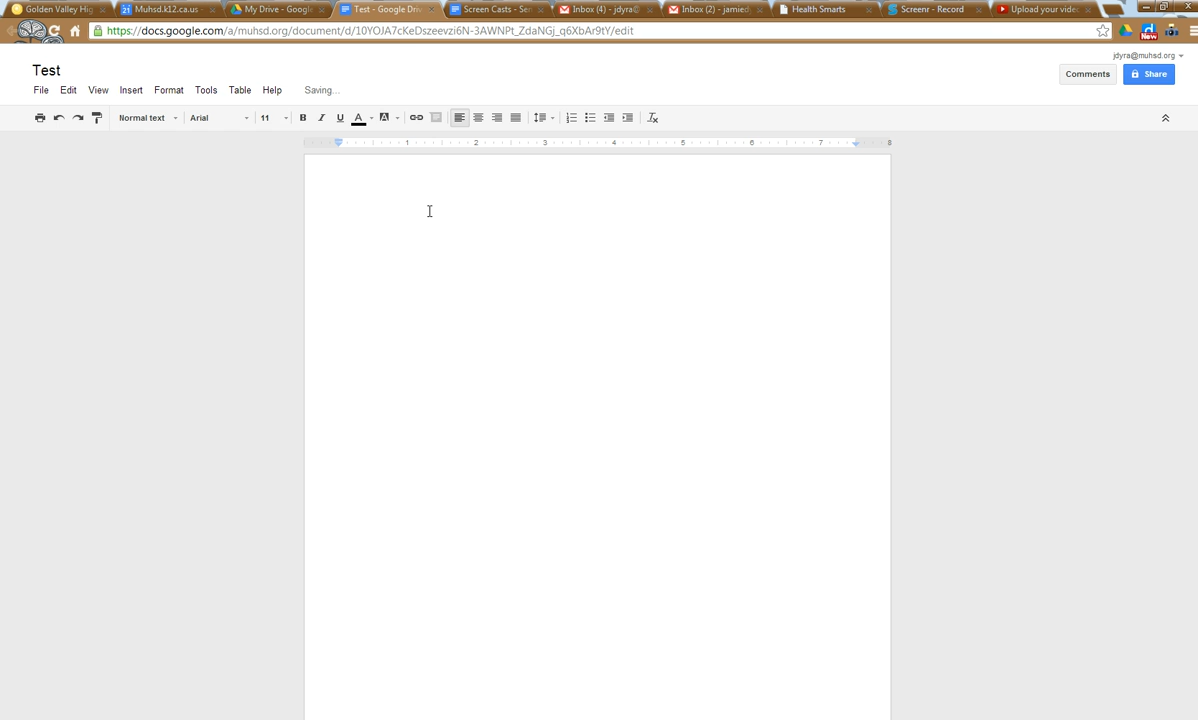 Golden Valley Hig
Muhsd.k12.ca.us -
My Drive - Google
Test - Google Driv
Screen Casts - Ser
Inbox (4) - jdyra@
Inbox (2) - jamied
Health Smarts
Screenr - Record
Upload your video
https://docs.google.com/a/muhsd.org/document/d/10YOJA7cKeDszeevzi6N-3AWNPt_ZdaNGj_q6XbAr9tY/edit
New
jdyra@muhsd.org
Test
Comments
Share
File Edit View Insert Format Tools Table Help Saving...
Normal text Arial 11 B I U A A
1 2 3 4 5 6 7 8